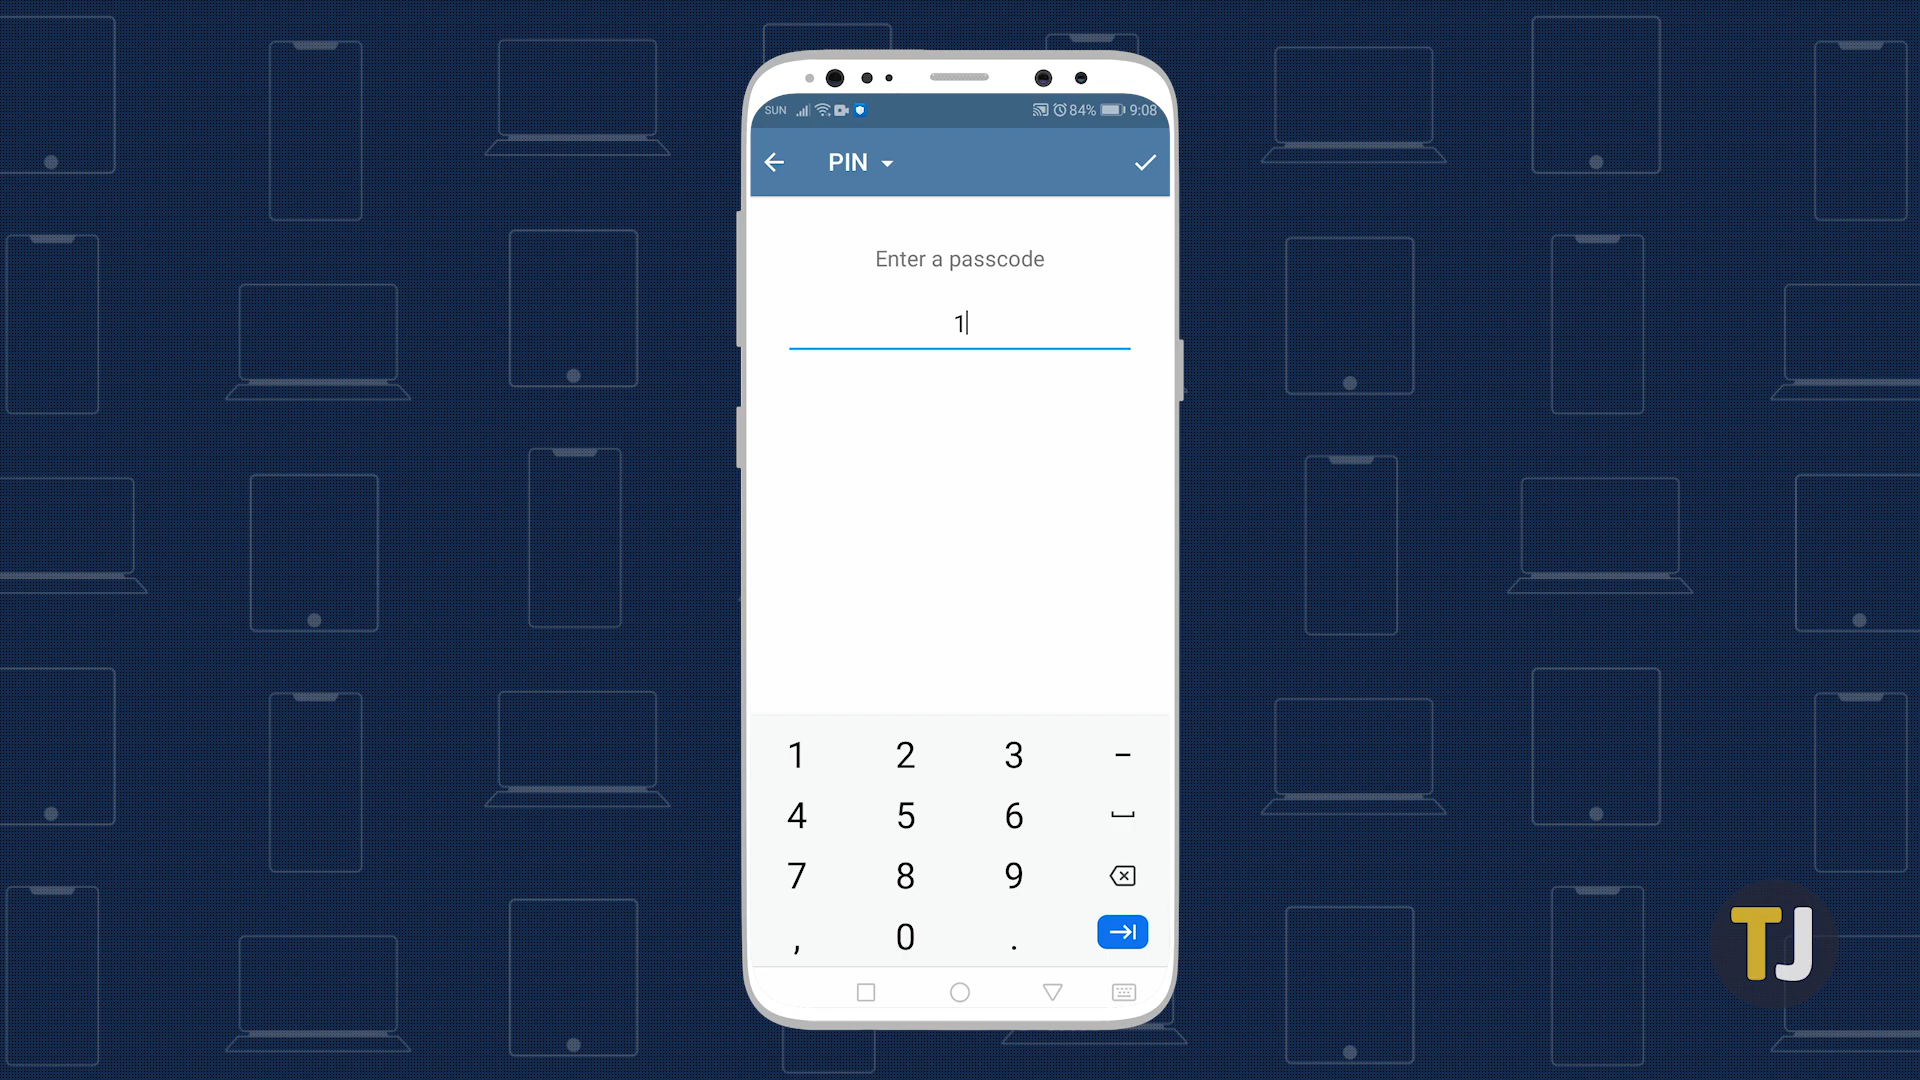 SUN 84% 9:08
PIN
Enter a passcode
1
1 2 3 –
4 5 6
7 8 9
, 0 .
TJ